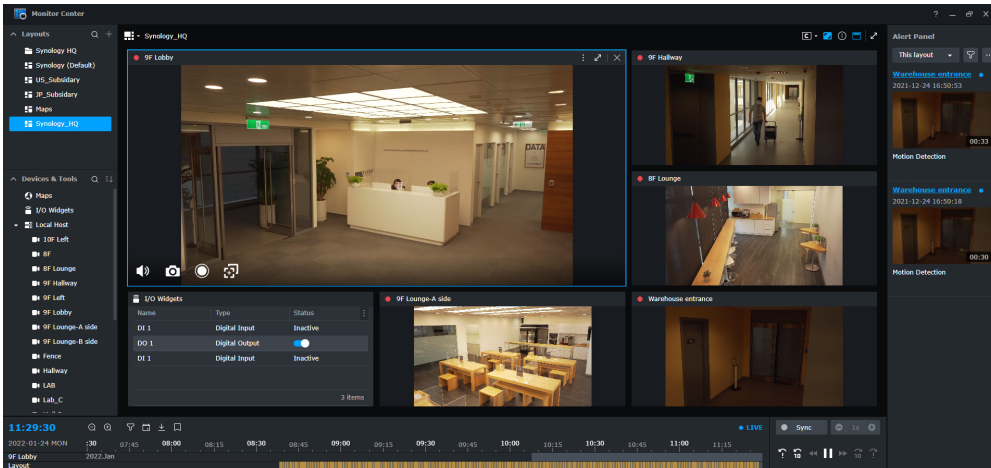 Monitor Center
Layouts
Synology HQ
Synology (Default)
US_Subsidary
JP_Subsidary
Maps
Synology_HQ
Devices & Tools
Maps
I/O Widgets
Local Host
10F Left
8F
8F Lounge
9F Hallway
9F Left
9F Lobby
9F Lounge-A side
9F Lounge-B side
Fence
Hallway
LAB
Lab_C
Synology_HQ
9F Lobby
DATA
9F Hallway
8F Lounge
I/O Widgets
Name Type Status
DI 1 Digital Input Inactive
DO 1 Digital Output
DI 1 Digital Input Inactive
3 items
9F Lounge-A side
Warehouse entrance
Alert Panel
This layout
Warehouse entrance
2021-12-24 16:50:53
00:33
Motion Detection
Warehouse entrance
2021-12-24 16:50:18
00:30
Motion Detection
11:29:30
LIVE
Sync 1x
2022-01-24 MON :30 07:45 08:00 08:15 08:30 08:45 09:00 09:15 09:30 09:45 10:00 10:15 10:30 10:45 11:00 11:15
9F Lobby 2022.Jan
Layout
10 10